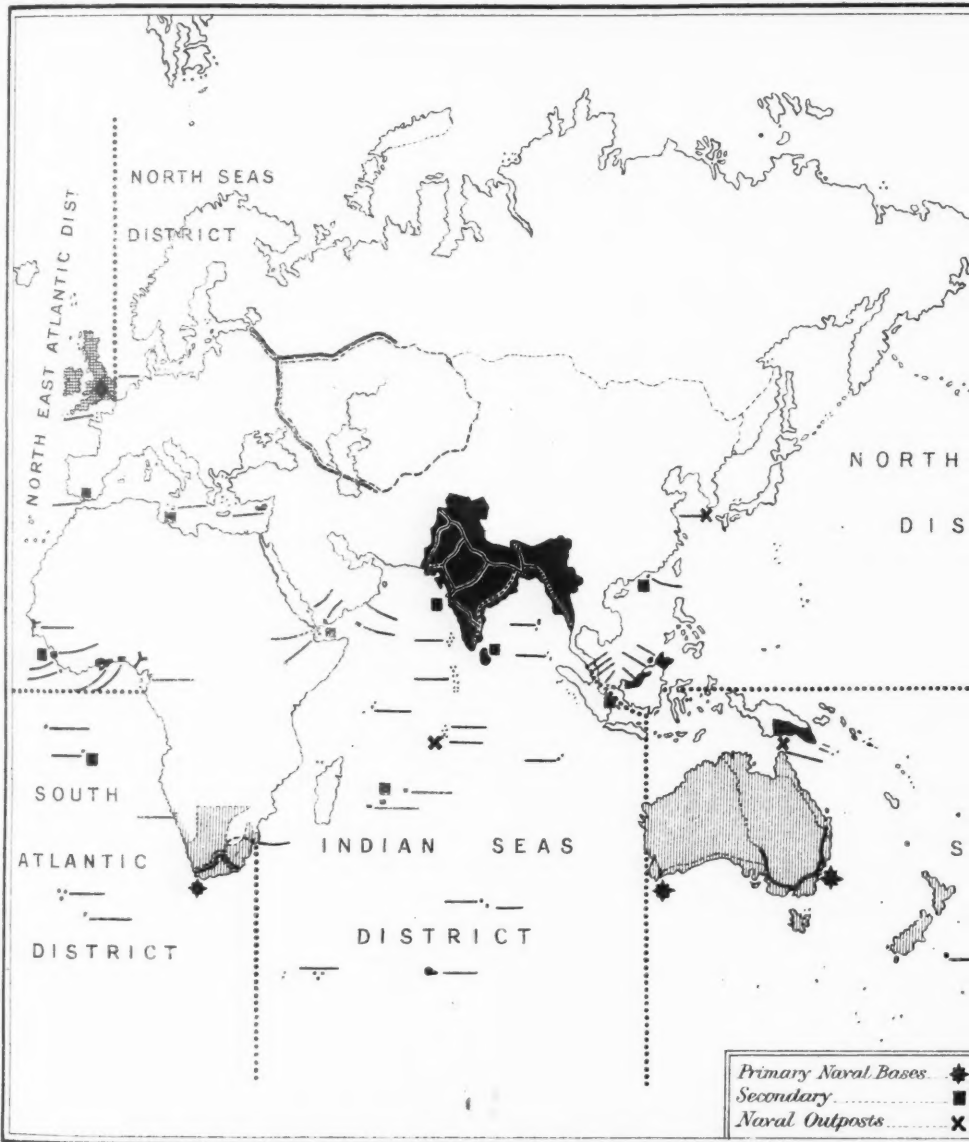 NORTH SEAS
DISTRICT
NORTH EAST ATLANTIC DIST
NORTH
DIS
SOUTH
ATLANTIC
DISTRICT
INDIAN SEAS
DISTRICT
S
Primary Naval Bases
Secondary
Naval Outposts